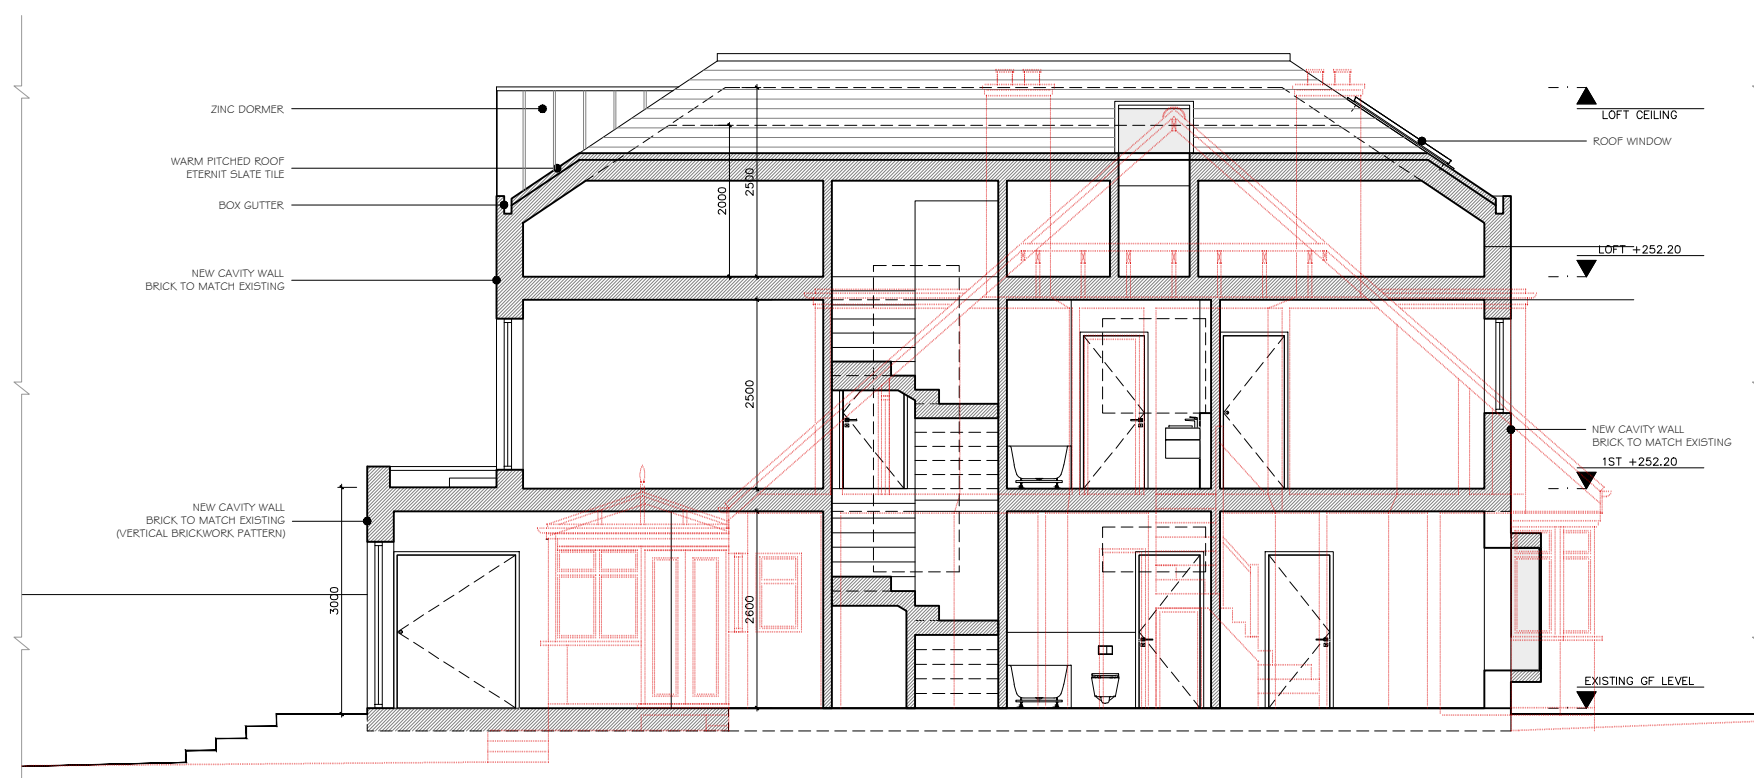 ZINC DORMER
WARM PITCHED ROOF
ETERNIT SLATE TILE
BOX GUTTER
NEW CAVITY WALL
BRICK TO MATCH EXISTING
NEW CAVITY WALL
BRICK TO MATCH EXISTING
(VERTICAL BRICKWORK PATTERN)
3000
2000
2500
2500
2600
LOFT CEILING
ROOF WINDOW
LOFT +252.20
NEW CAVITY WALL
BRICK TO MATCH EXISTING
1ST +252.20
EXISTING GF LEVEL